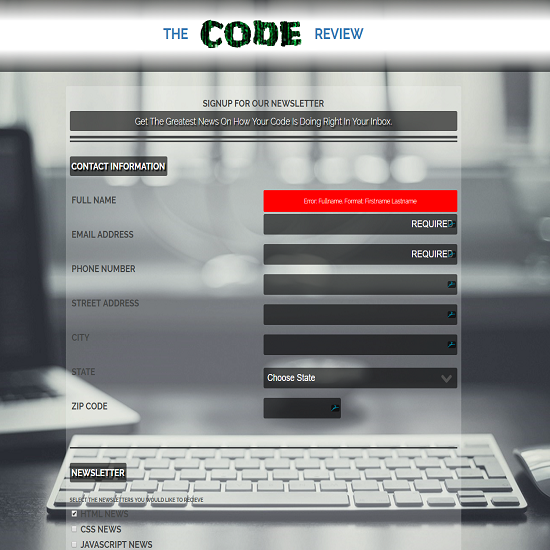 THE CODE REVIEW
SIGNUP FOR OUR NEWSLETTER
Get The Greatest News On How Your Code Is Doing Right In Your Inbox.
CONTACT INFORMATION
FULL NAME
Error: Fullname. Format: Firstname Lastname
REQUIRED
EMAIL ADDRESS
REQUIRED
PHONE NUMBER
STREET ADDRESS
CITY
STATE
Choose State
ZIP CODE
NEWSLETTER
SELECT THE NEWSLETTERS YOU WOULD LIKE TO RECIEVE
HTML NEWS
CSS NEWS
JAVASCRIPT NEWS